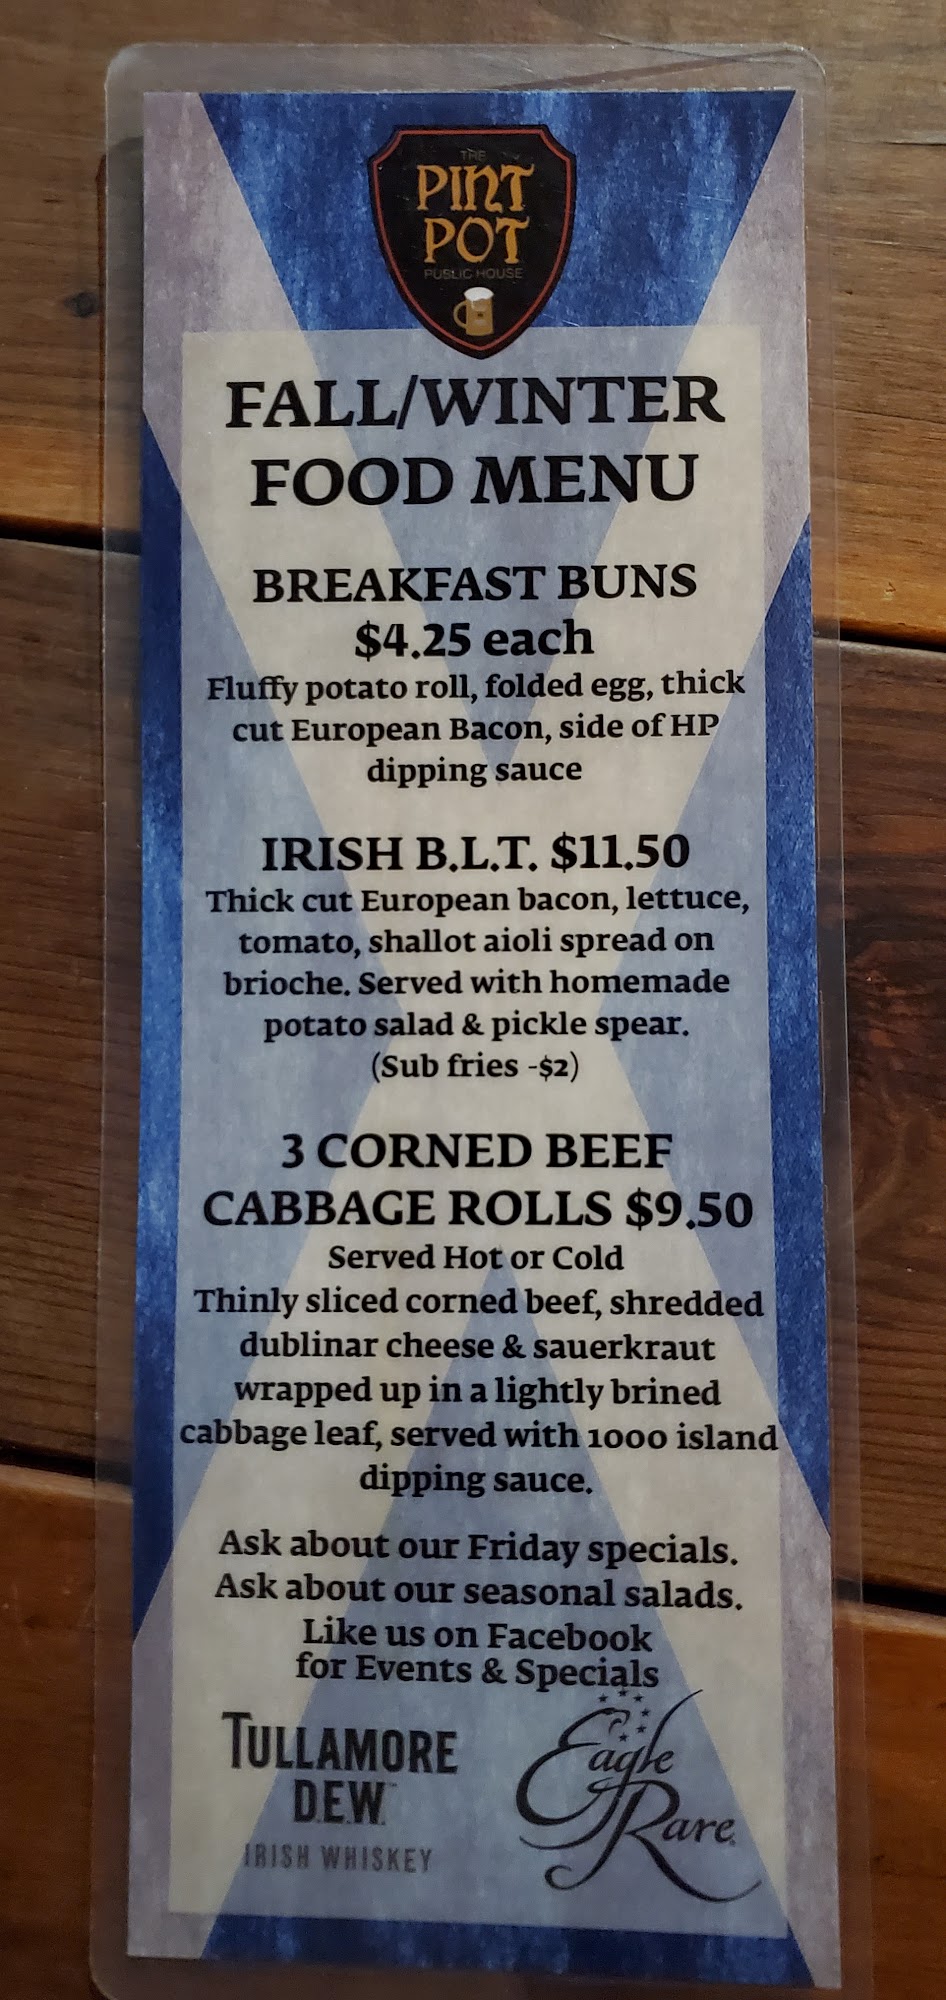 THE
PINT
POT
PUBLIC HOUSE
FALL/WINTER
FOOD MENU
BREAKFAST BUNS
$4.25 each
Fluffy potato roll, folded egg, thick
cut European Bacon, side of HP
dipping sauce
IRISH B.L.T. $11.50
Thick cut European bacon, lettuce,
tomato, shallot aioli spread on
brioche. Served with homemade
potato salad & pickle spear.
(Sub fries -$2)
3 CORNED BEEF
CABBAGE ROLLS $9.50
Served Hot or Cold
Thinly sliced corned beef, shredded
dublinar cheese & sauerkraut
wrapped up in a lightly brined
cabbage leaf, served with 1000 island
dipping sauce.
Ask about our Friday specials.
Ask about our seasonal salads.
Like us on Facebook
for Events & Specials
TULLAMORE
D.E.W.
IRISH WHISKEY
Eagle
Rare